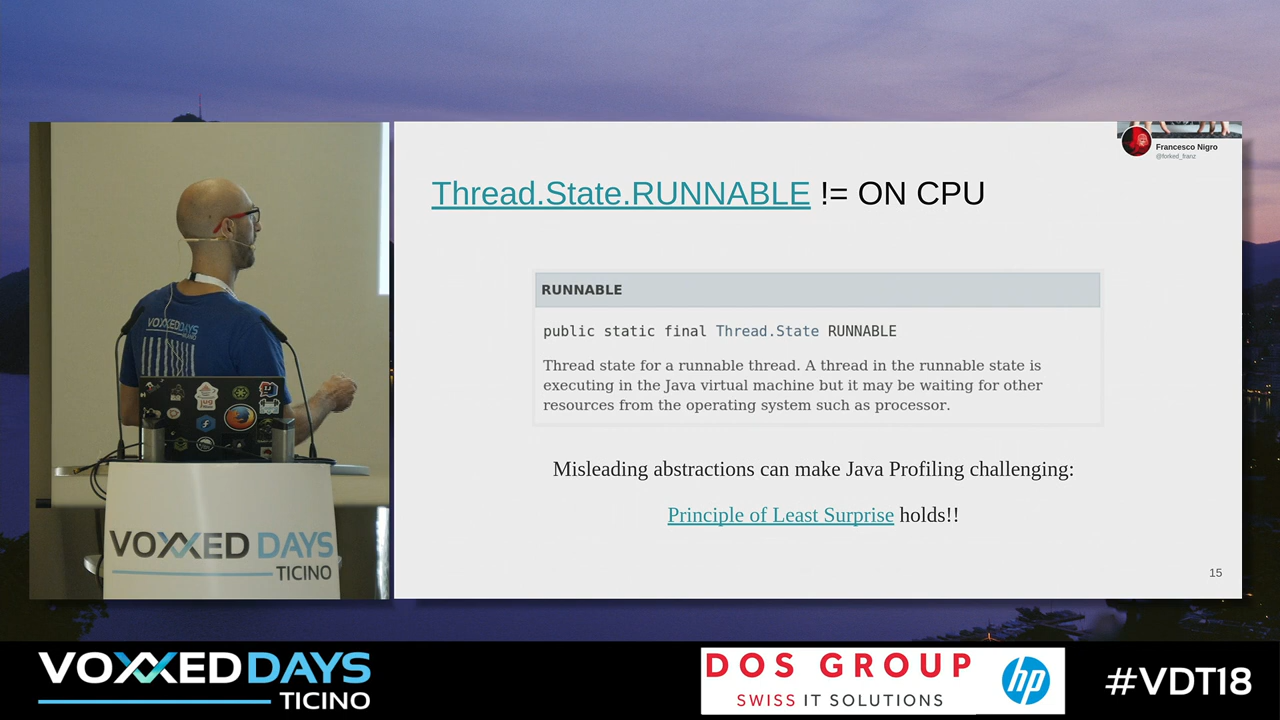 Francesco Nigro
@forked_franz
Thread.State.RUNNABLE != ON CPU
RUNNABLE
public static final Thread.State RUNNABLE
Thread state for a runnable thread. A thread in the runnable state is
executing in the Java virtual machine but it may be waiting for other
resources from the operating system such as processor.
Misleading abstractions can make Java Profiling challenging:
Principle of Least Surprise holds!!
15
VOXXED DAYS
VOXXED DAYS
TICINO
VOXXED DAYS
TICINO
DOS GROUP
SWISS IT SOLUTIONS
hp
#VDT18